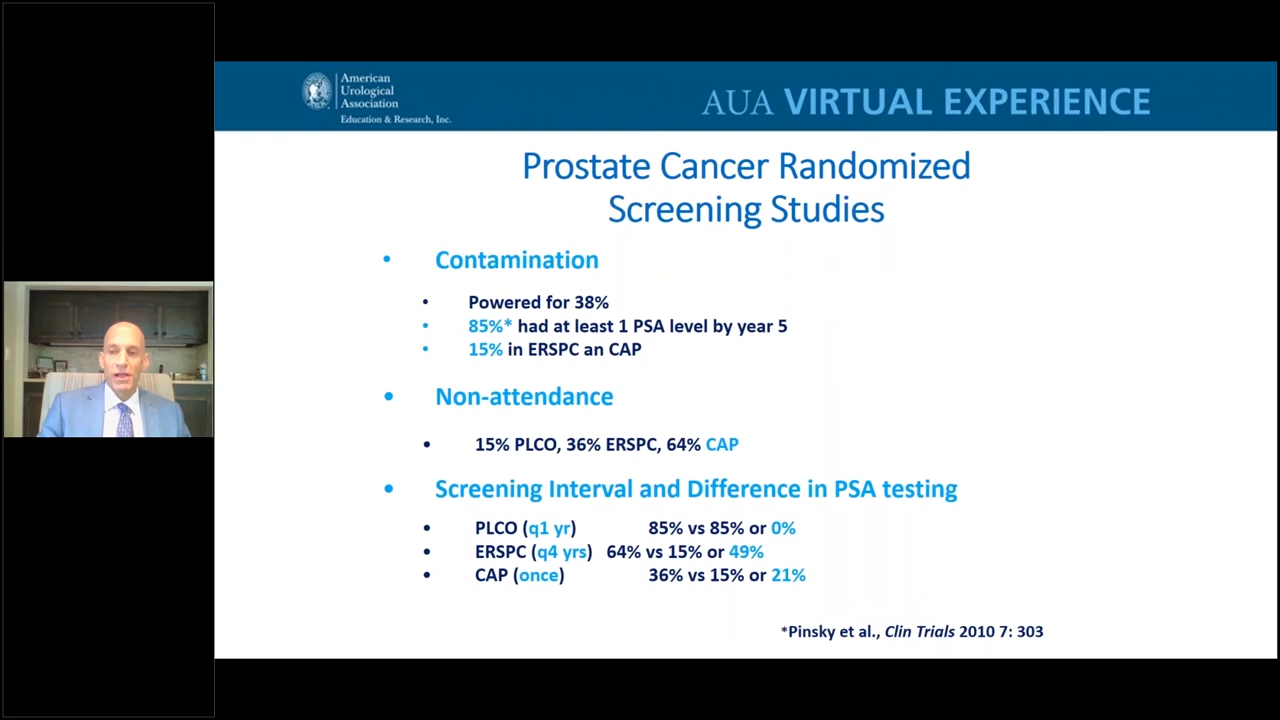 American
Urological
Association
Education & Research, Inc.
AUA VIRTUAL EXPERIENCE
Prostate Cancer Randomized
Screening Studies
• Contamination
• Powered for 38%
• 85%* had at least 1 PSA level by year 5
• 15% in ERSPC an CAP
• Non-attendance
• 15% PLCO, 36% ERSPC, 64% CAP
• Screening Interval and Difference in PSA testing
• PLCO (q1 yr) 85% vs 85% or 0%
• ERSPC (q4 yrs) 64% vs 15% or 49%
• CAP (once) 36% vs 15% or 21%
*Pinsky et al., Clin Trials 2010 7: 303